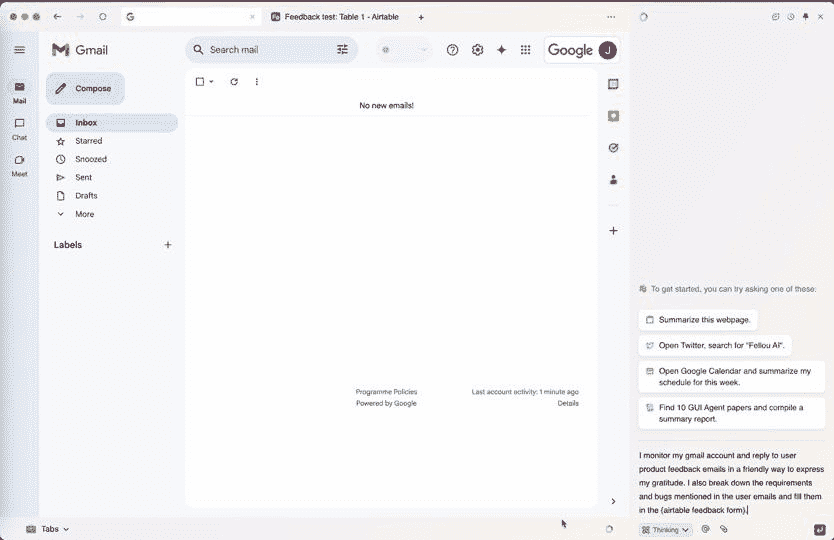 Feedback test: Table 1 - Airtable
Gmail
Search mail
Google
J
Mail
Compose
No new emails!
Inbox
Chat
Starred
Snoozed
Meet
Sent
Drafts
More
Labels
Programme Policies
Powered by Google
Last account activity: 1 minute ago
Details
Tabs
To get started, you can try asking one of these:
Summarize this webpage.
Open Twitter, search for "Fellou AI".
Open Google Calendar and summarize my
schedule for this week.
Find 10 GUI Agent papers and compile a
summary report.
I monitor my gmail account and reply to user
product feedback emails in a friendly way to express
my gratitude. I also break down the requirements
and bugs mentioned in the user emails and fill them
in the (airtable feedback form).
Thinking